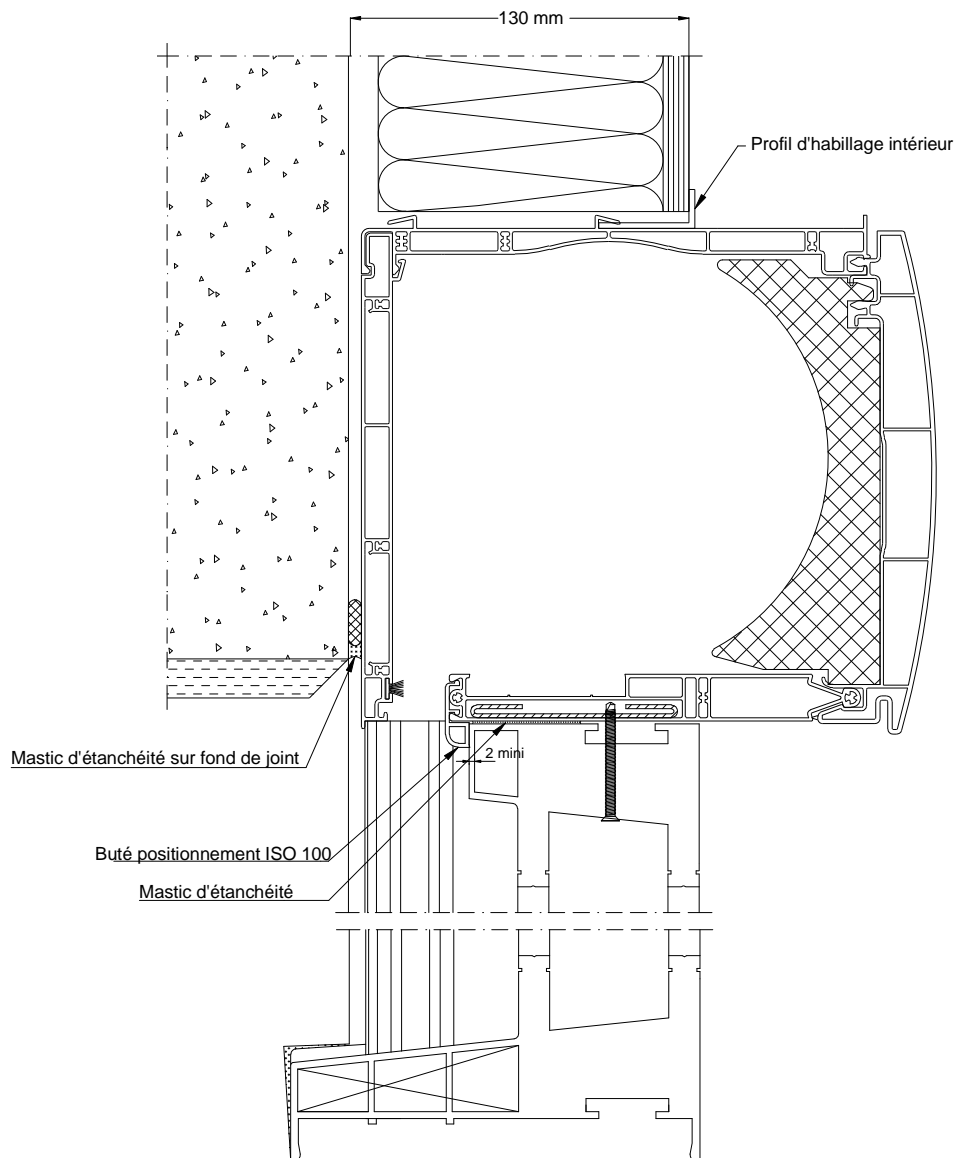 130 mm
Profil d'habillage intérieur
Mastic d'étanchéité sur fond de joint
2 mini
Buté positionnement ISO 100
Mastic d'étanchéité